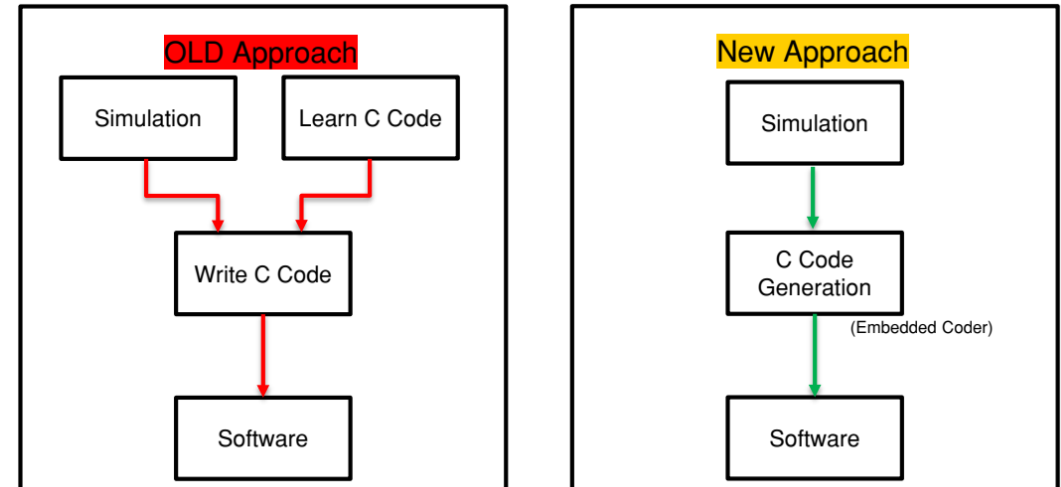 OLD Approach
Simulation
Learn C Code
Write C Code
Software
New Approach
Simulation
C Code
Generation
(Embedded Coder)
Software